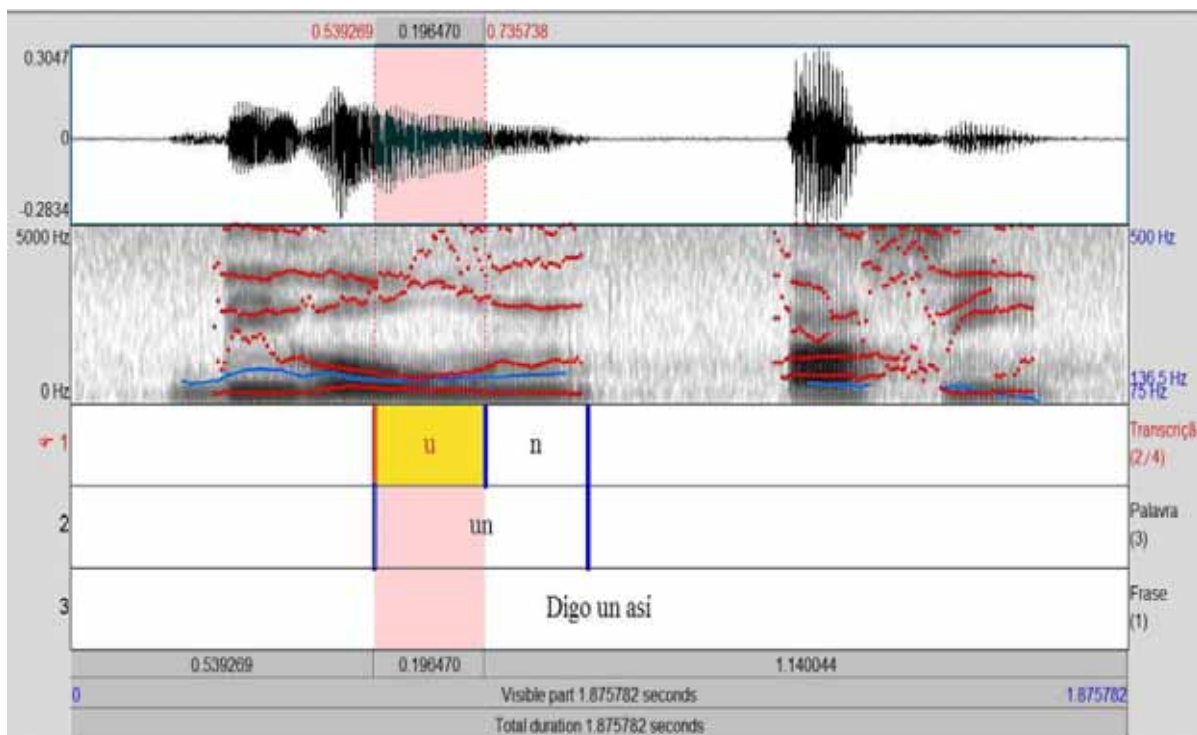 0.539269 0.196470 0.735738
0.3047
0
-0.2834
5000 Hz 500 Hz
0 Hz 136.5 Hz
75 Hz
1 u n Transcriçã
(2/4)
2 un Palavra
(3)
3 Digo un así Frase
(1)
0.539269 0.196470 1.140044
0 Visible part 1.875782 seconds 1.875782
Total duration 1.875782 seconds